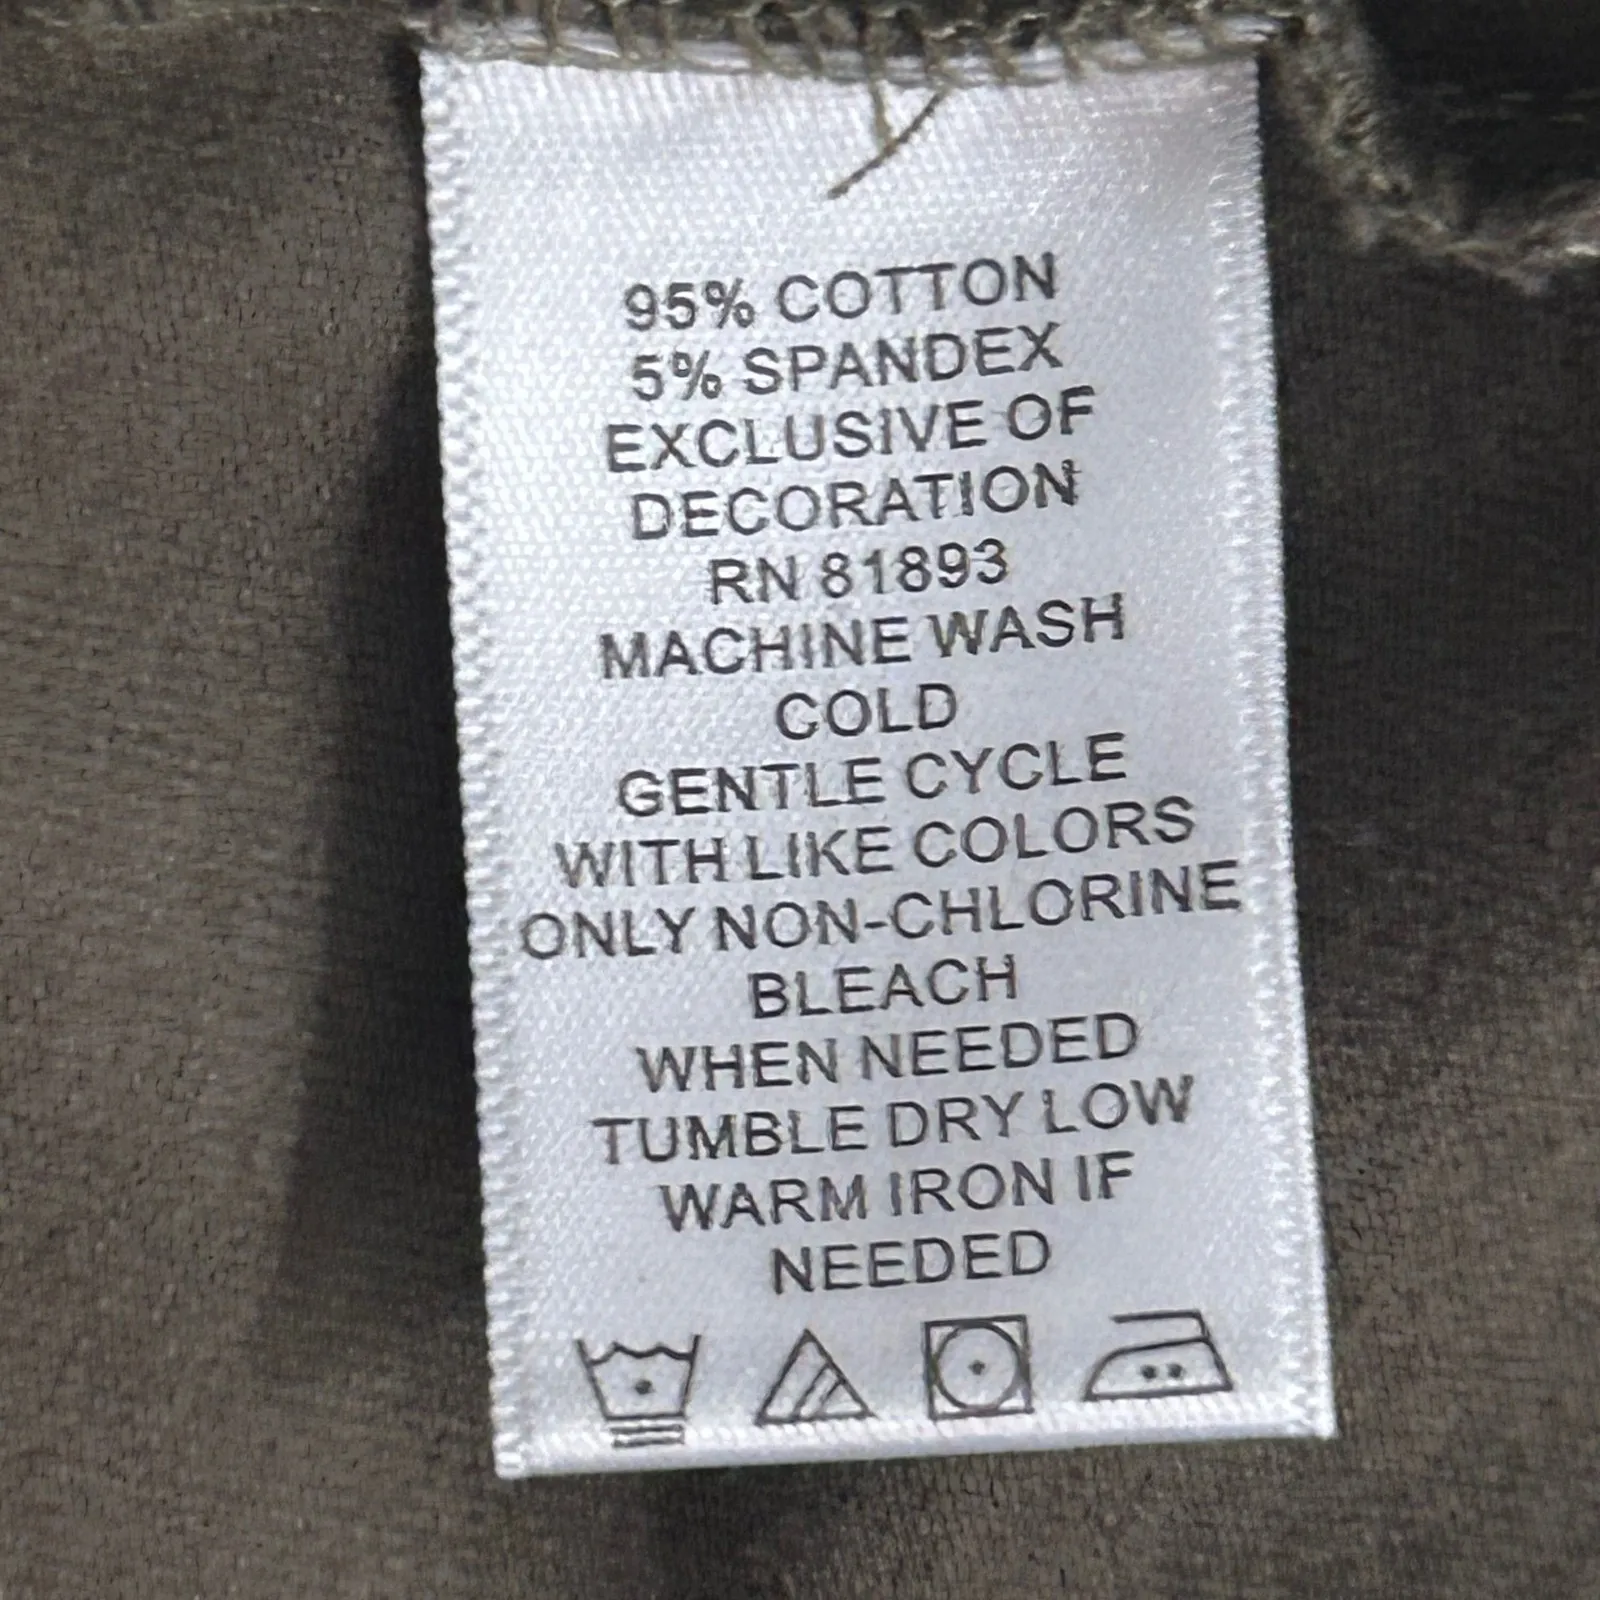 95% COTTON
5% SPANDEX
EXCLUSIVE OF
DECORATION
RN 81893
MACHINE WASH
COLD
GENTLE CYCLE
WITH LIKE COLORS
ONLY NON-CHLORINE
BLEACH
WHEN NEEDED
TUMBLE DRY LOW
WARM IRON IF
NEEDED